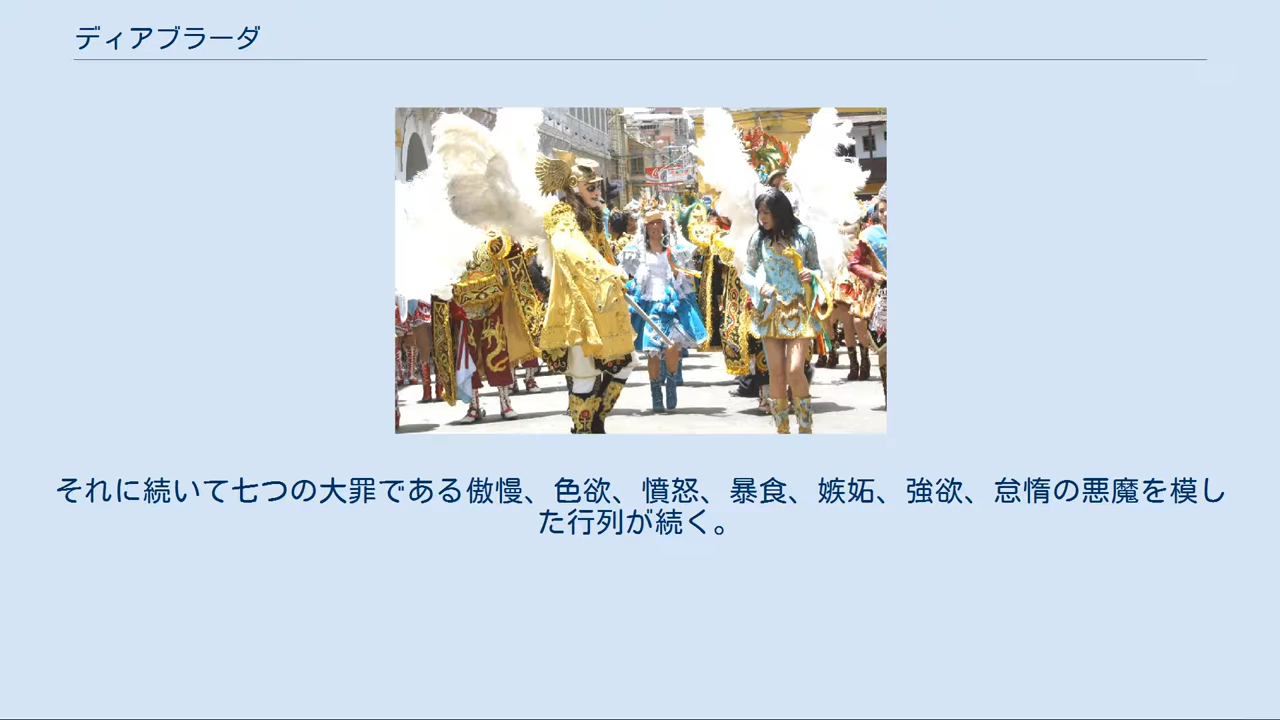 ディアブラーダ
それに続いて七つの大罪である傲慢、色欲、憤怒、暴食、嫉妬、強欲、怠惰の悪魔を模し
た行列が続く。